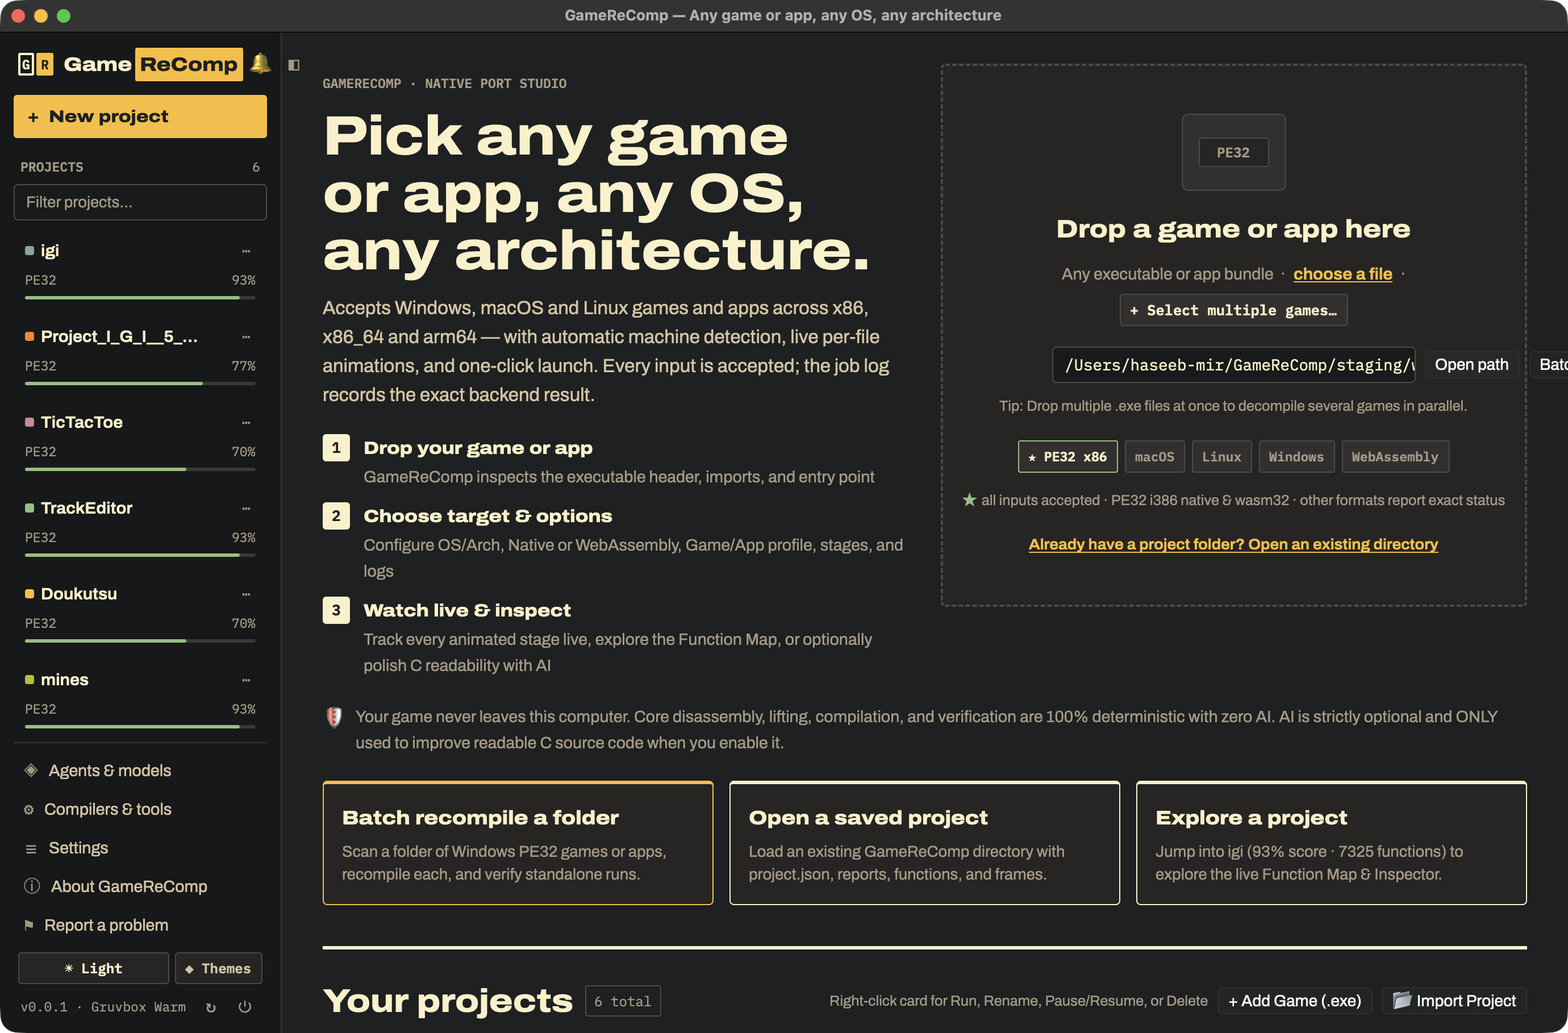 GameReComp — Any game or app, any OS, any architecture
GR Game ReComp
+ New project
PROJECTS 6
Filter projects...
igi ...
PE32 93%
Project_I_G_I__5_... ...
PE32 77%
TicTacToe ...
PE32 70%
TrackEditor ...
PE32 93%
Doukutsu ...
PE32 70%
mines ...
PE32 93%
Agents & models
Compilers & tools
Settings
About GameReComp
Report a problem
☀ Light
◆ Themes
v0.0.1 · Gruvbox Warm
GAMERECOMP · NATIVE PORT STUDIO
Pick any game
or app, any OS,
any architecture.
Accepts Windows, macOS and Linux games and apps across x86,
x86_64 and arm64 — with automatic machine detection, live per-file
animations, and one-click launch. Every input is accepted; the job log
records the exact backend result.
1 Drop your game or app
GameReComp inspects the executable header, imports, and entry point
2 Choose target & options
Configure OS/Arch, Native or WebAssembly, Game/App profile, stages, and
logs
3 Watch live & inspect
Track every animated stage live, explore the Function Map, or optionally
polish C readability with AI
PE32
Drop a game or app here
Any executable or app bundle · choose a file ·
+ Select multiple games…
/Users/haseeb-mir/GameReComp/staging/ Open path Batc
Tip: Drop multiple .exe files at once to decompile several games in parallel.
★ PE32 x86 macOS Linux Windows WebAssembly
★ all inputs accepted · PE32 i386 native & wasm32 · other formats report exact status
Already have a project folder? Open an existing directory
Your game never leaves this computer. Core disassembly, lifting, compilation, and verification are 100% deterministic with zero AI. AI is strictly optional and ONLY
used to improve readable C source code when you enable it.
Batch recompile a folder
Scan a folder of Windows PE32 games or apps,
recompile each, and verify standalone runs.
Open a saved project
Load an existing GameReComp directory with
project.json, reports, functions, and frames.
Explore a project
Jump into igi (93% score · 7325 functions) to
explore the live Function Map & Inspector.
Your projects 6 total
Right-click card for Run, Rename, Pause/Resume, or Delete + Add Game (.exe) Import Project